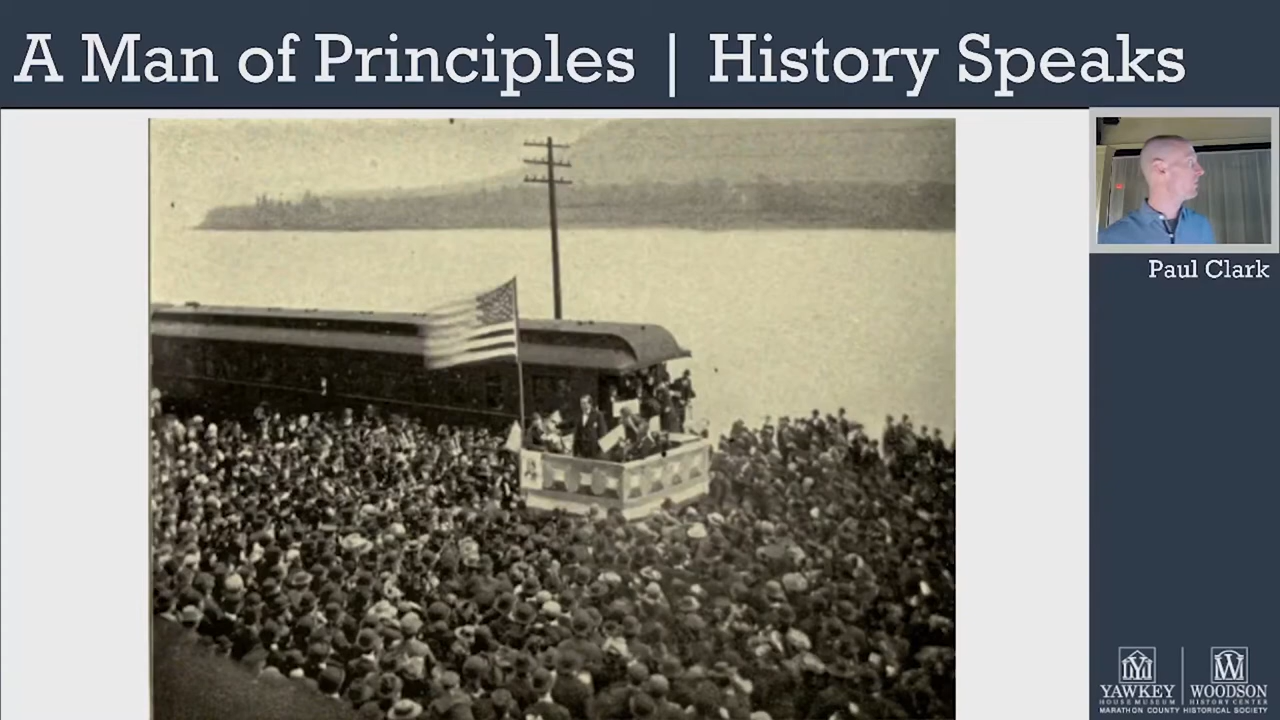 A Man of Principles | History Speaks
Paul Clark
YAWKEY
HOUSE MUSEUM
WOODSON
HISTORY CENTER
MARATHON COUNTY HISTORICAL SOCIETY